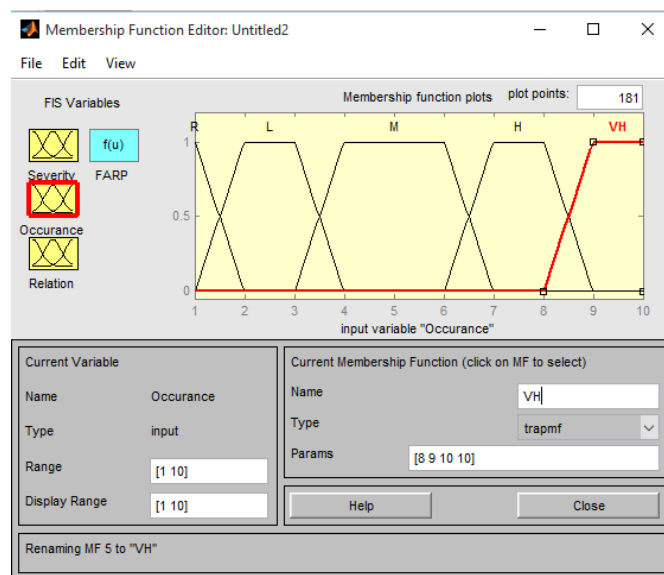 Membership Function Editor: Untitled2
File Edit View
FIS Variables
Membership function plots plot points: 181
f(u)
Severity FARP
Occurance
Relation
R L M H VH
1
0.5
0
1 2 3 4 5 6 7 8 9 10
input variable "Occurance"
Current Variable
Name Occurance
Type input
Range [1 10]
Display Range [1 10]
Current Membership Function (click on MF to select)
Name VH
Type trapmf
Params [8 9 10 10]
Help Close
Renaming MF 5 to "VH"